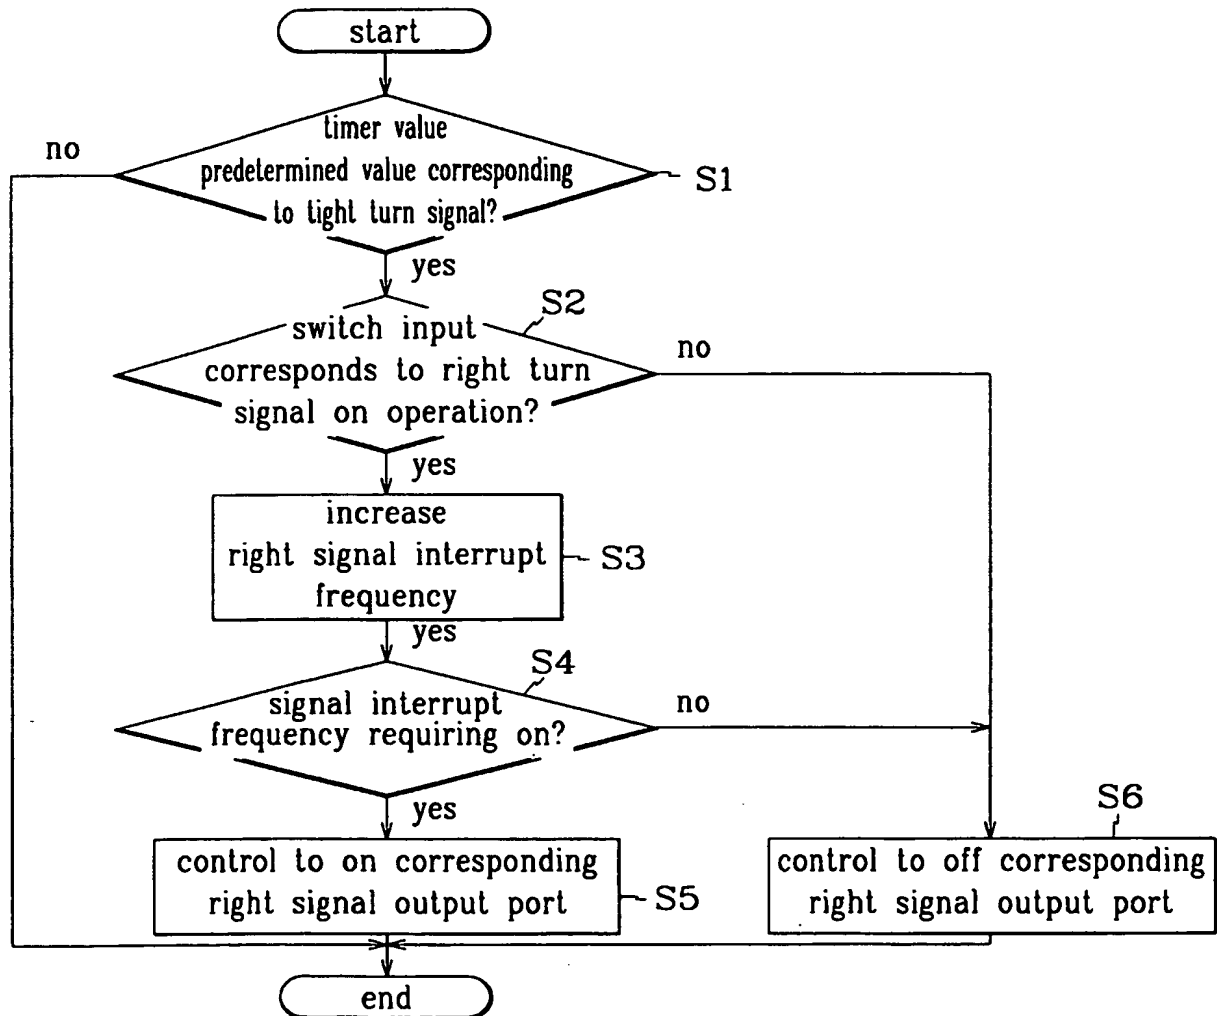 start
timer value
no
predetermined value corresponding
S1
to tight turn signal?
yes
S2
switch input
no
corresponds to right turn
signal on operation?
yes
increase
right signal interrupt
S3
frequency
yes
S4
signal interrupt
no
frequency requiring on?
yes
S6
control to on corresponding
right signal output port
S5
control to off corresponding
right signal output port
end